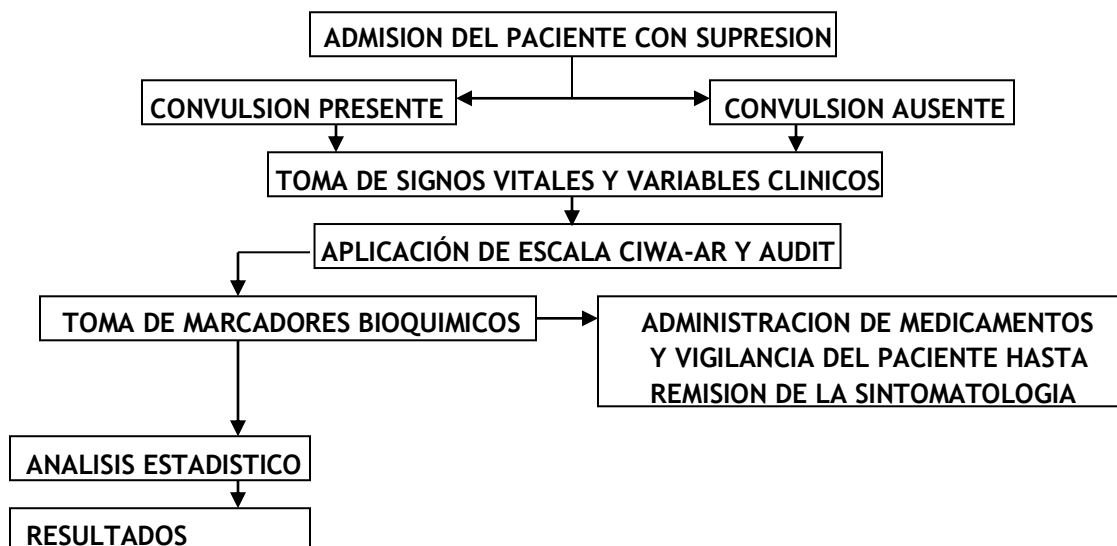 ADMISION DEL PACIENTE CON SUPRESION
CONVULSION PRESENTE
CONVULSION AUSENTE
TOMA DE SIGNOS VITALES Y VARIABLES CLINICOS
APLICACIÓN DE ESCALA CIWA-AR Y AUDIT
TOMA DE MARCADORES BIOQUIMICOS
ADMINISTRACION DE MEDICAMENTOS
Y VIGILANCIA DEL PACIENTE HASTA
REMISION DE LA SINTOMATOLOGIA
ANALISIS ESTADISTICO
RESULTADOS